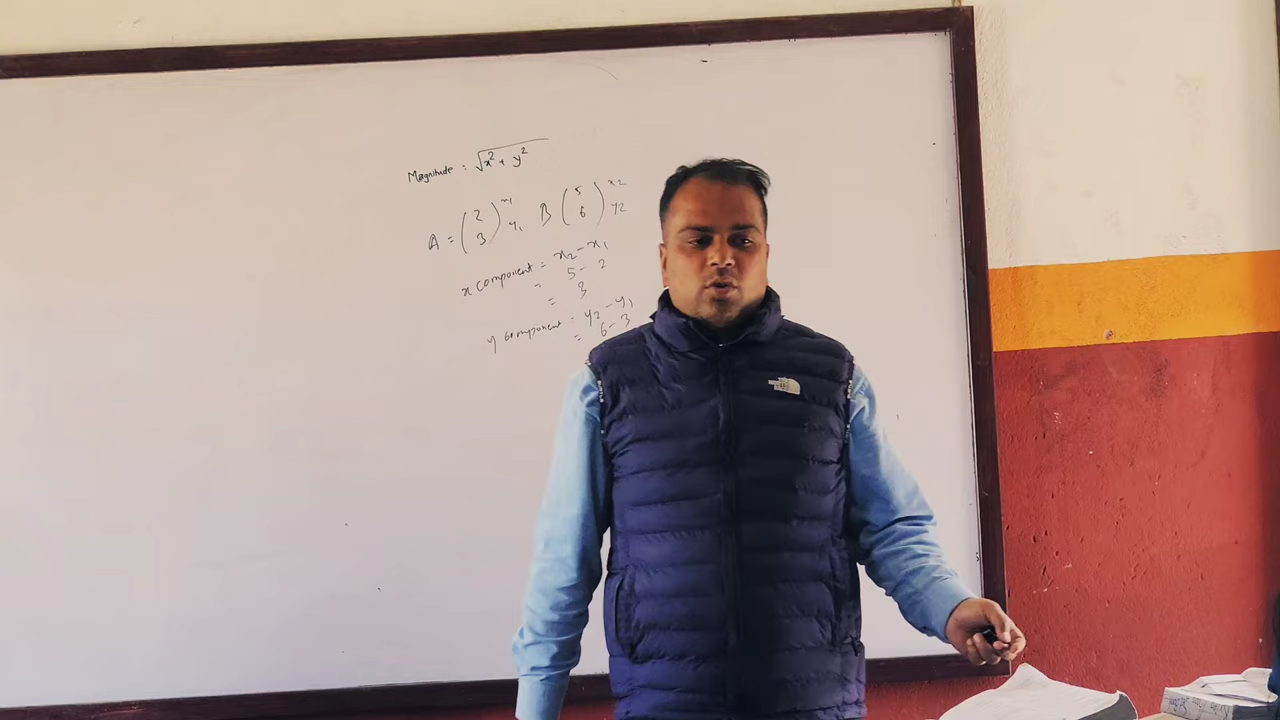 Magnitude = √x² + y²
A = (2 3) x1 y1 B (5 6) x2 y2
x component = x2 - x1
= 5 - 2
= 3
y component = y2 - y1
= 6 - 3